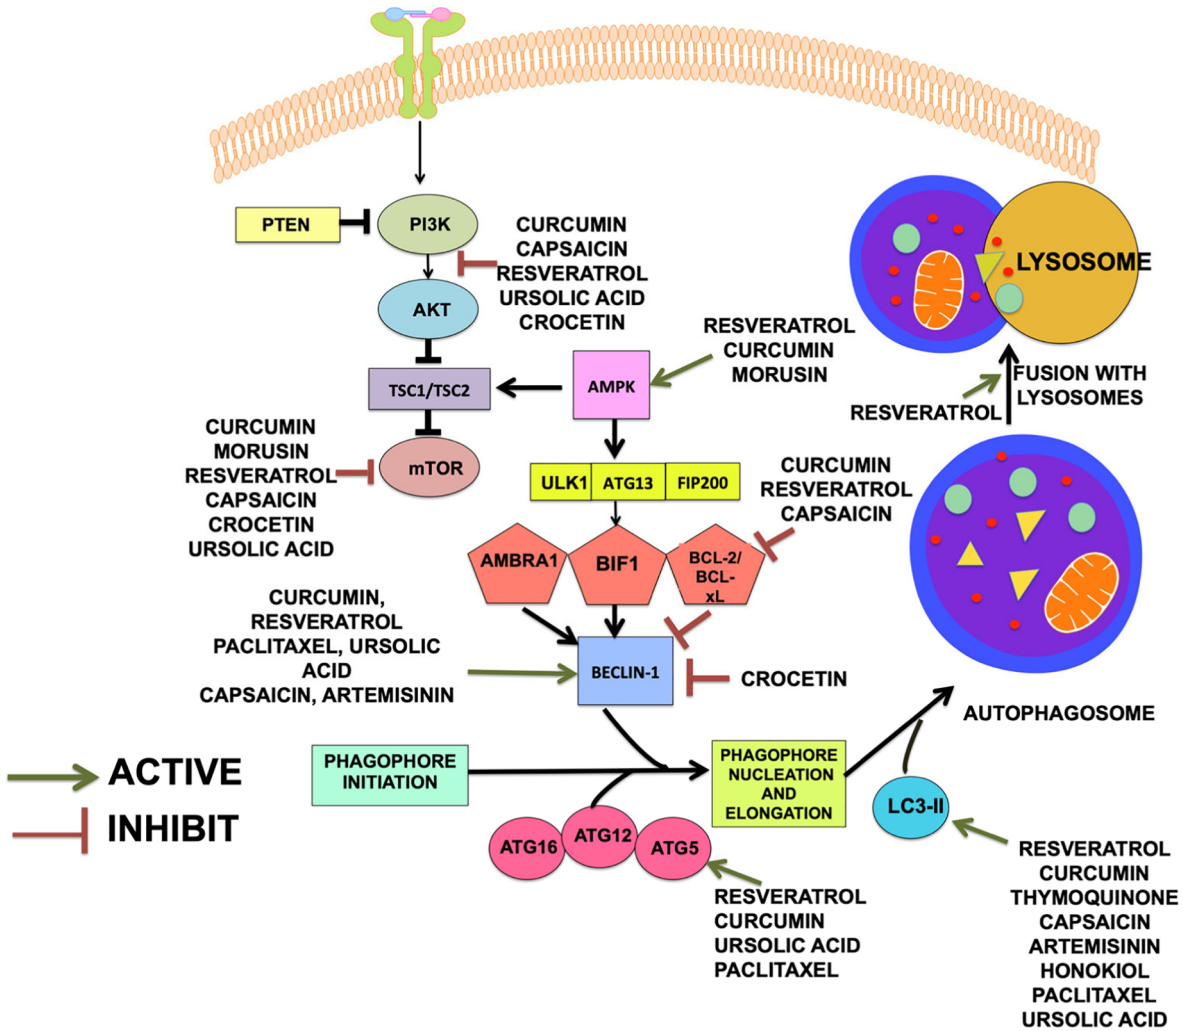 PTEN
PI3K
CURCUMIN
CAPSAICIN
RESVERATROL
URSOLIC ACID
CROCETIN
AKT
LYSOSOME
RESVERATROL
CURCUMIN
MORUSIN
TSC1/TSC2
AMPK
FUSION WITH
LYSOSOMES
RESVERATROL
CURCUMIN
MORUSIN
RESVERATROL
CAPSAICIN
CROCETIN
URSOLIC ACID
mTOR
ULK1
ATG13
FIP200
CURCUMIN
RESVERATROL
CAPSAICIN
AMBRA1
BIF1
BCL-2/
BCL-
xL
CURCUMIN,
RESVERATROL
PACLITAXEL, URSOLIC
ACID
CAPSAICIN, ARTEMISININ
BECLIN-1
CROCETIN
AUTOPHAGOSOME
ACTIVE
INHIBIT
PHAGOPHORE
INITIATION
PHAGOPHORE
NUCLEATION
AND
ELONGATION
LC3-II
ATG16
ATG12
ATG5
RESVERATROL
CURCUMIN
URSOLIC ACID
PACLITAXEL
RESVERATROL
CURCUMIN
THYMOQUINONE
CAPSAICIN
ARTEMISININ
HONOKIOL
PACLITAXEL
URSOLIC ACID